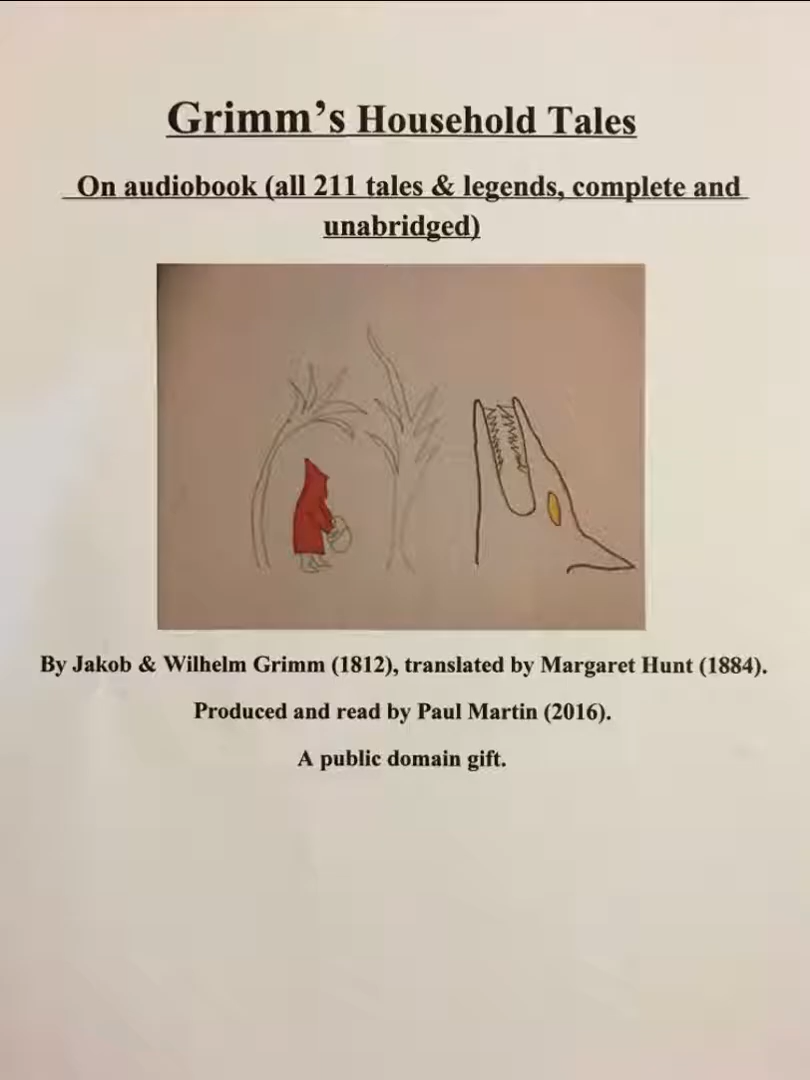 Grimm’s Household Tales
On audiobook (all 211 tales & legends, complete and
unabridged)
By Jakob & Wilhelm Grimm (1812), translated by Margaret Hunt (1884).
Produced and read by Paul Martin (2016).
A public domain gift.